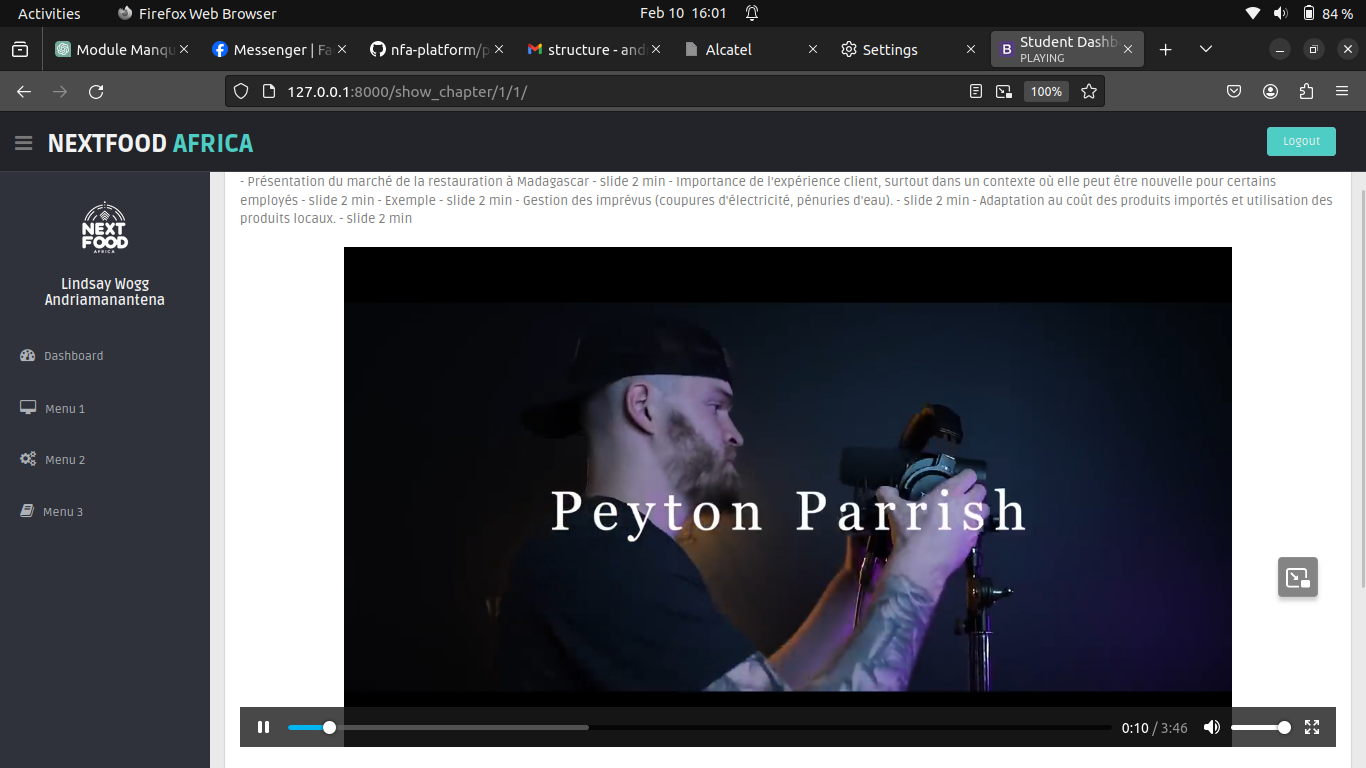 Activities
Firefox Web Browser
Feb 10 16:01
84 %
Module Manqu
Messenger | Fa
nfa-platform/p
structure - and
Alcatel
Settings
Student Dashb
PLAYING
127.0.0.1:8000/show_chapter/1/1/
100%
NEXTFOOD AFRICA
Logout
NEXT
FOOD
AFRICA
Lindsay Wogg
Andriamanantena
Dashboard
Menu 1
Menu 2
Menu 3
- Présentation du marché de la restauration à Madagascar - slide 2 min - Importance de l'expérience client, surtout dans un contexte où elle peut être nouvelle pour certains
employés - slide 2 min - Exemple - slide 2 min - Gestion des imprévus (coupures d'électricité, pénuries d'eau). - slide 2 min - Adaptation au coût des produits importés et utilisation des
produits locaux. - slide 2 min
Peyton Parrish
0:10 / 3:46